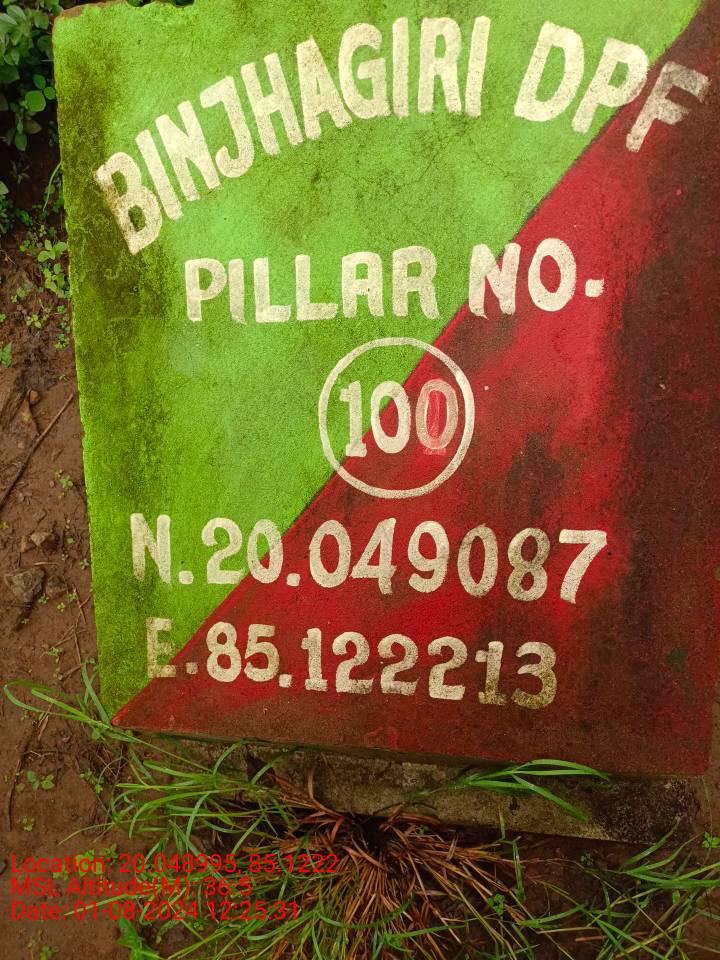 BINJHAGIRI DPF
PILLAR NO.
100
N.20.049087
E.85.122213
Location: 20.048995, 85.1222
MSL Altitude(M): 36.5
Date: 01-08-2024 12:25:31